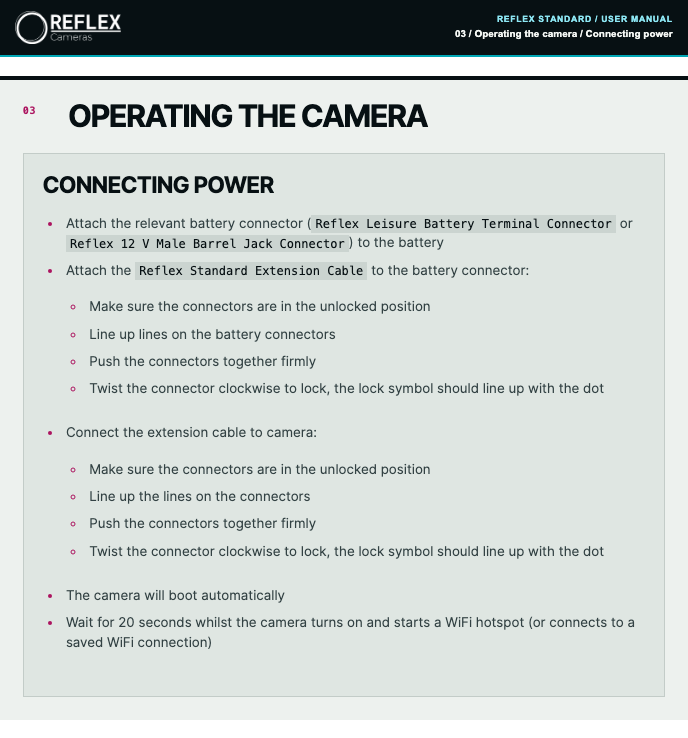 REFLEX
Cameras
REFLEX STANDARD / USER MANUAL
03 / Operating the camera / Connecting power
03
OPERATING THE CAMERA
CONNECTING POWER
• Attach the relevant battery connector ( Reflex Leisure Battery Terminal Connector or
Reflex 12 V Male Barrel Jack Connector ) to the battery
• Attach the Reflex Standard Extension Cable to the battery connector:
◦ Make sure the connectors are in the unlocked position
◦ Line up lines on the battery connectors
◦ Push the connectors together firmly
◦ Twist the connector clockwise to lock, the lock symbol should line up with the dot
• Connect the extension cable to camera:
◦ Make sure the connectors are in the unlocked position
◦ Line up the lines on the connectors
◦ Push the connectors together firmly
◦ Twist the connector clockwise to lock, the lock symbol should line up with the dot
• The camera will boot automatically
• Wait for 20 seconds whilst the camera turns on and starts a WiFi hotspot (or connects to a
saved WiFi connection)